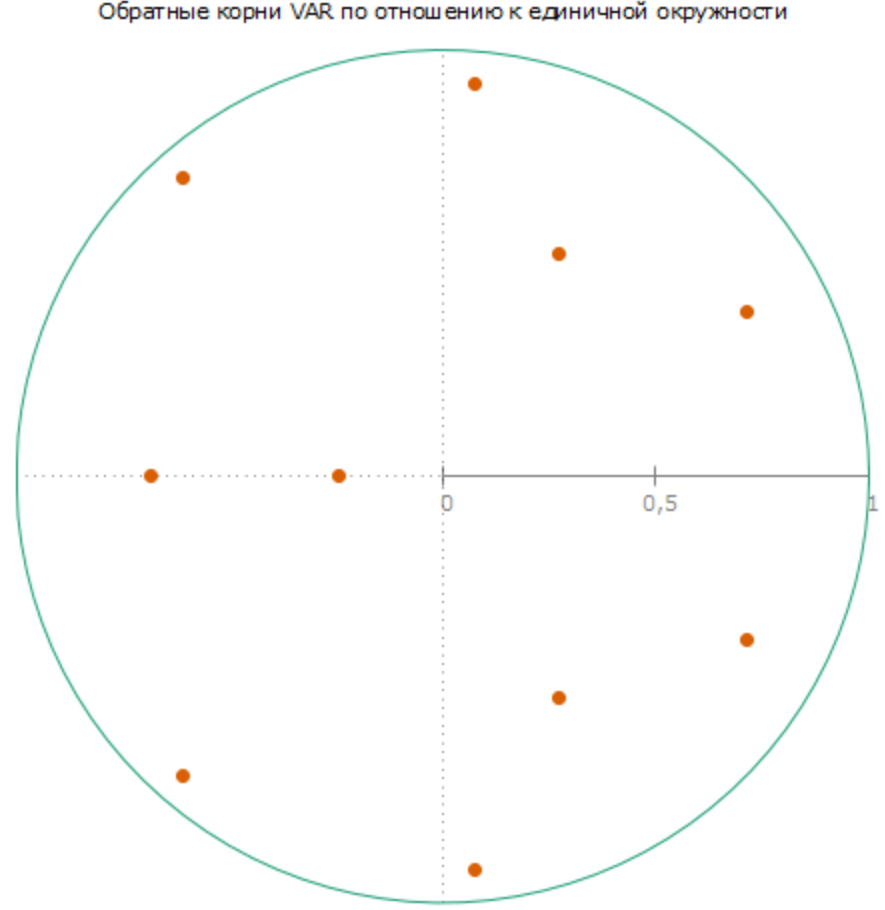 Обратные корни VAR по отношению к единичной окружности
0
0,5
1